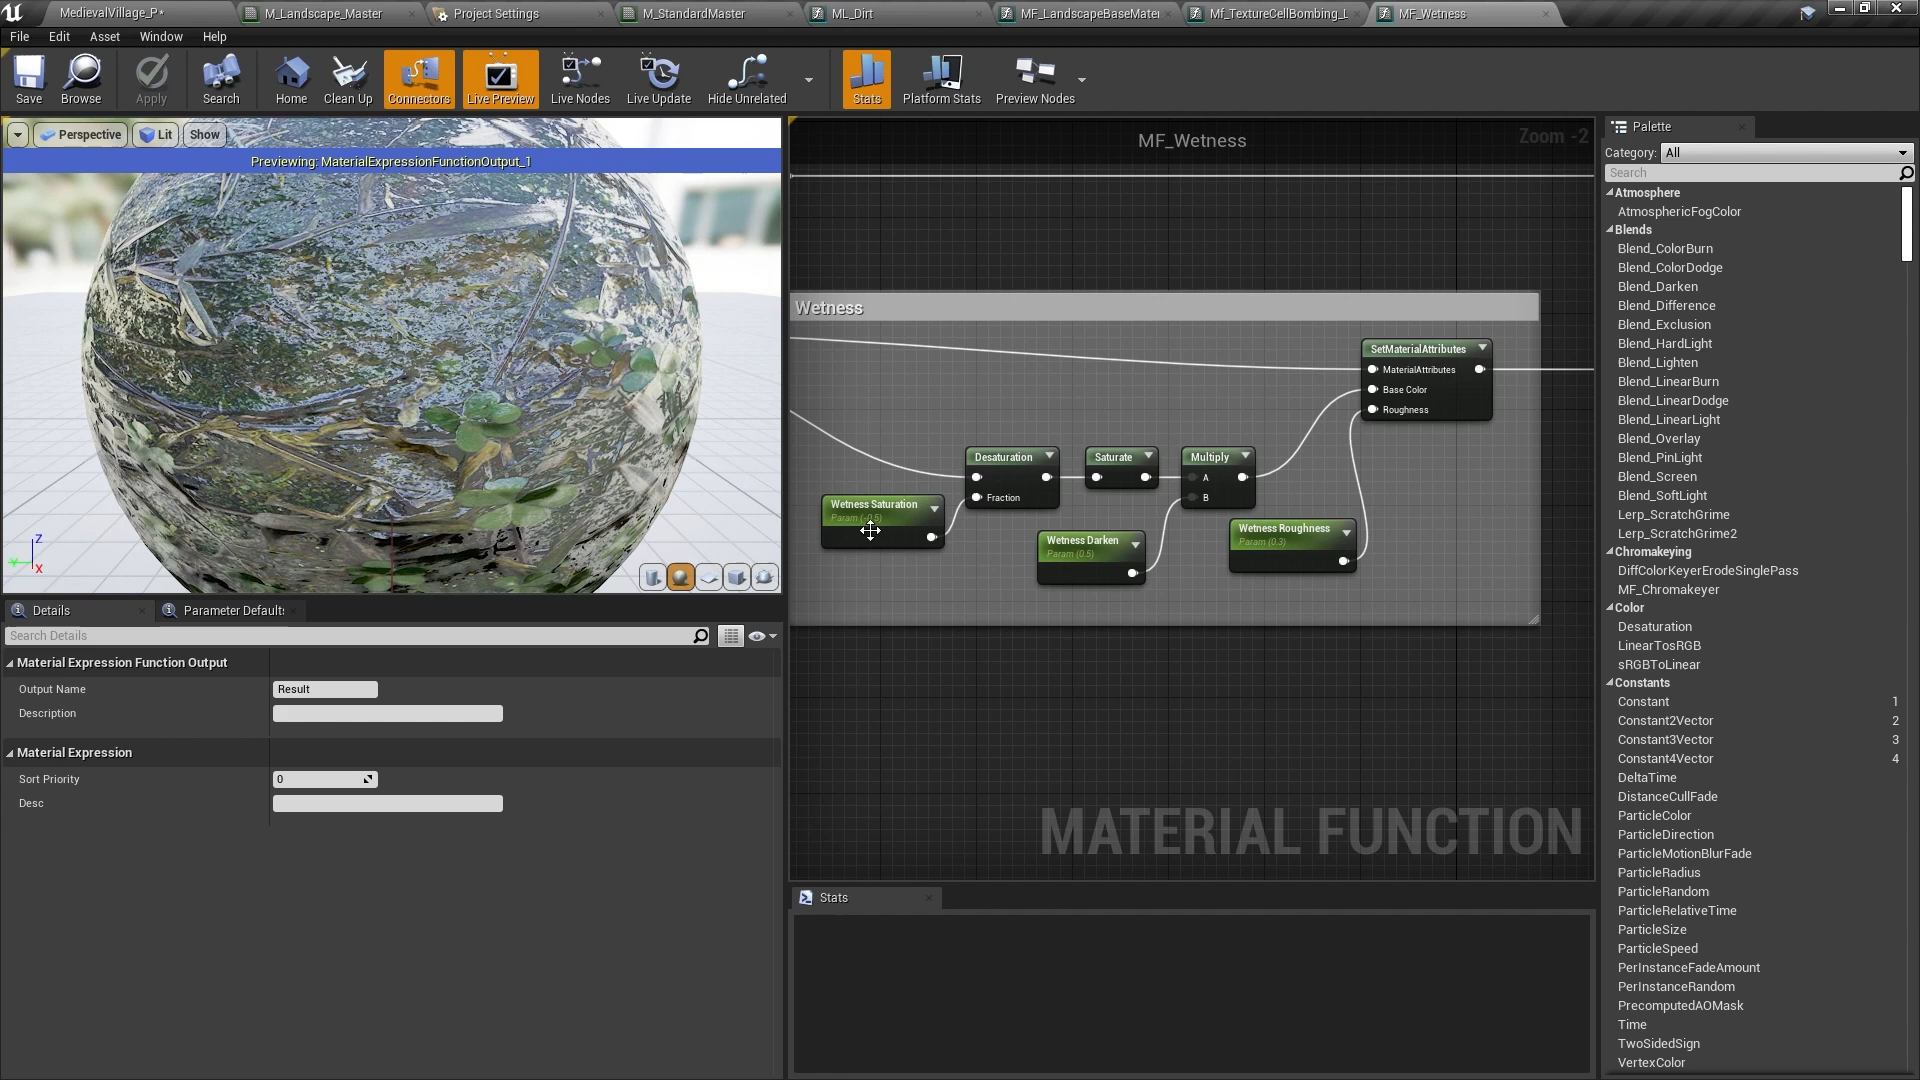 MedievalVillage_P*
M_Landscape_Master
Project Settings
M_StandardMaster
ML_Dirt
MF_LandscapeBaseMater
Mf_TextureCellBombing_L
MF_Wetness
File Edit Asset Window Help
Save
Browse
Apply
Search
Home
Clean Up
Connectors
Live Preview
Live Nodes
Live Update
Hide Unrelated
Stats
Platform Stats
Preview Nodes
Perspective
Lit
Show
Previewing: MaterialExpressionFunctionOutput_1
Z
Y
X
MF_Wetness
Zoom -2
Wetness
SetMaterialAttributes
MaterialAttributes
Base Color
Roughness
Desaturation
Fraction
Saturate
Multiply
A
B
Wetness Saturation
Param (-0.5)
Wetness Darken
Param (0.5)
Wetness Roughness
Param (0.3)
MATERIAL FUNCTION
Details
Parameter Defaults
Search Details
Material Expression Function Output
Output Name
Result
Description
Material Expression
Sort Priority
0
Desc
Stats
Palette
Category: All
Search
Atmosphere
AtmosphericFogColor
Blends
Blend_ColorBurn
Blend_ColorDodge
Blend_Darken
Blend_Difference
Blend_Exclusion
Blend_HardLight
Blend_Lighten
Blend_LinearBurn
Blend_LinearDodge
Blend_LinearLight
Blend_Overlay
Blend_PinLight
Blend_Screen
Blend_SoftLight
Lerp_ScratchGrime
Lerp_ScratchGrime2
Chromakeying
DiffColorKeyerErodeSinglePass
MF_Chromakeyer
Color
Desaturation
LinearTosRGB
sRGBToLinear
Constants
Constant 1
Constant2Vector 2
Constant3Vector 3
Constant4Vector 4
DeltaTime
DistanceCullFade
ParticleColor
ParticleDirection
ParticleMotionBlurFade
ParticleRadius
ParticleRandom
ParticleRelativeTime
ParticleSize
ParticleSpeed
PerInstanceFadeAmount
PerInstanceRandom
PrecomputedAOMask
Time
TwoSidedSign
VertexColor